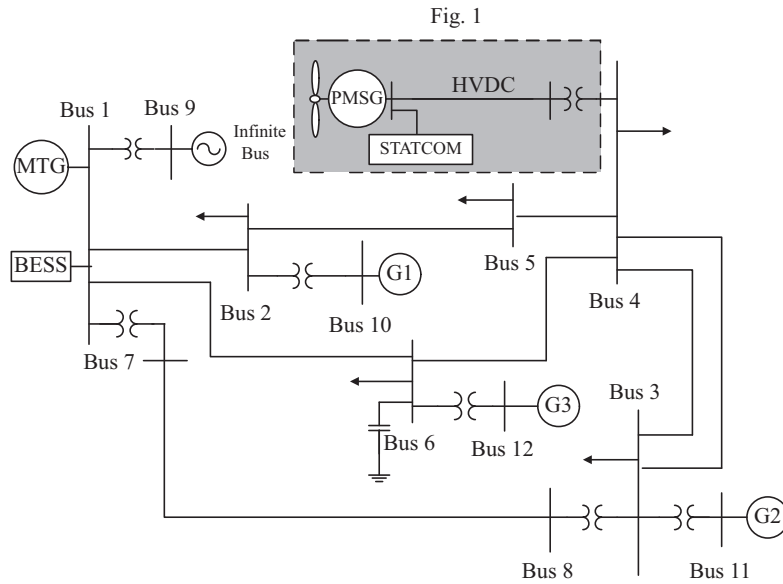 Fig. 1
PMSG
HVDC
STATCOM
Bus 1
Bus 9
MTG
Infinite
Bus
BESS
Bus 2
G1
Bus 10
Bus 5
Bus 4
Bus 7
Bus 3
G3
Bus 6
Bus 12
G2
Bus 8
Bus 11